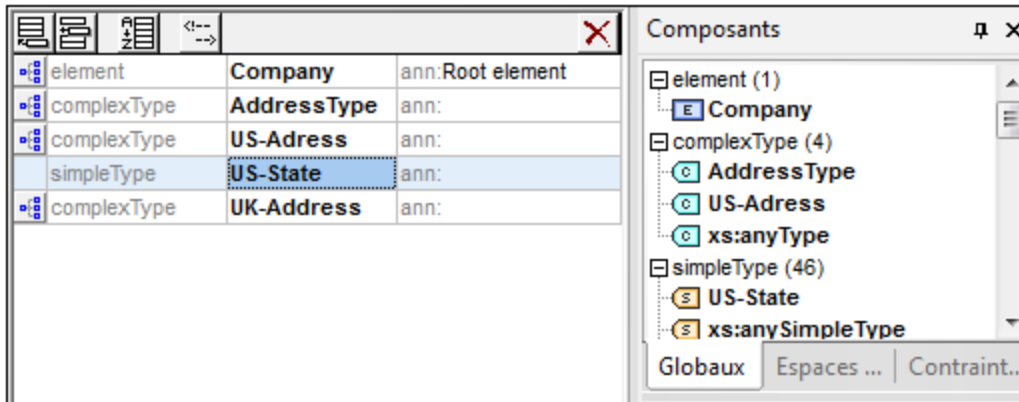 element Company ann:Root element
complexType AddressType ann:
complexType US-Adress ann:
simpleType US-State ann:
complexType UK-Address ann:
Composants
element (1)
E Company
complexType (4)
C AddressType
C US-Adress
C xs:anyType
simpleType (46)
S US-State
S xs:anySimpleType
Globaux Espaces ... Contraint...